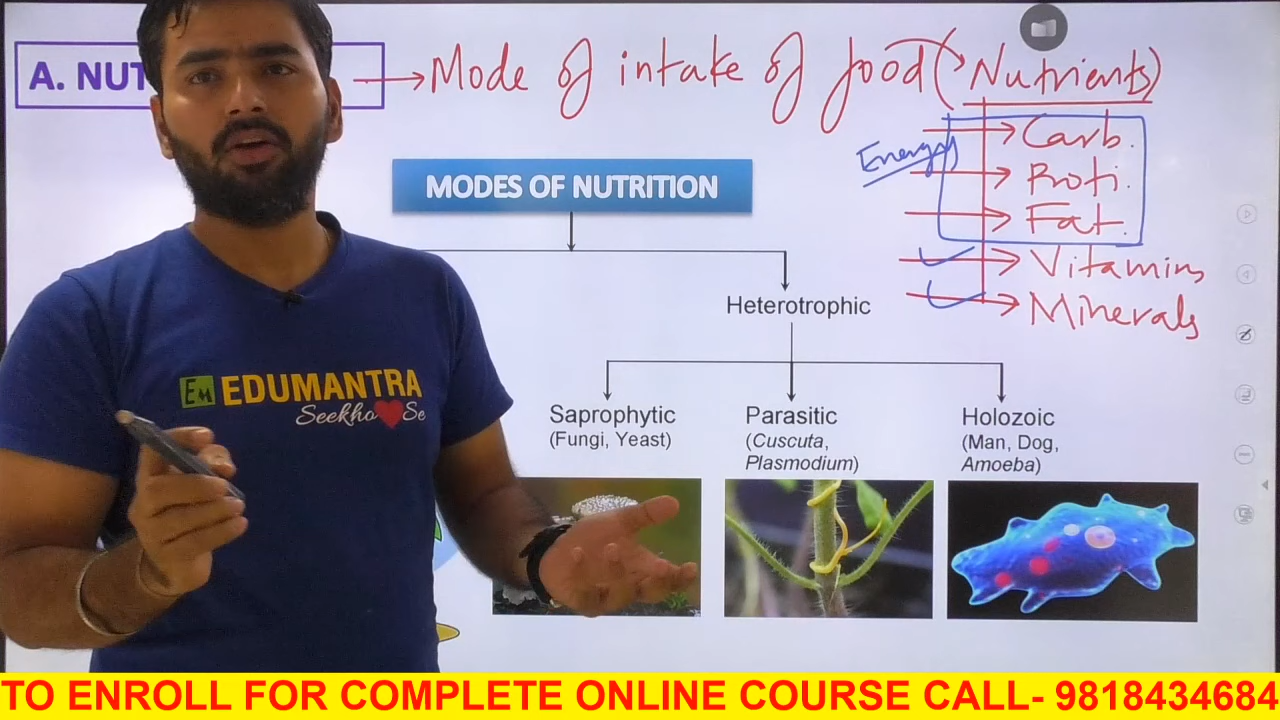 A. NUT
→ Mode of intake of food (Nutrients)
→ Carb.
Energy
→ Proti.
→ Fat.
→ Vitamins
→ Minerals
MODES OF NUTRITION
Heterotrophic
Saprophytic
(Fungi, Yeast)
Parasitic
(Cuscuta,
Plasmodium)
Holozoic
(Man, Dog,
Amoeba)
EM EDUMANTRA
Seekho Se
TO ENROLL FOR COMPLETE ONLINE COURSE CALL- 9818434684